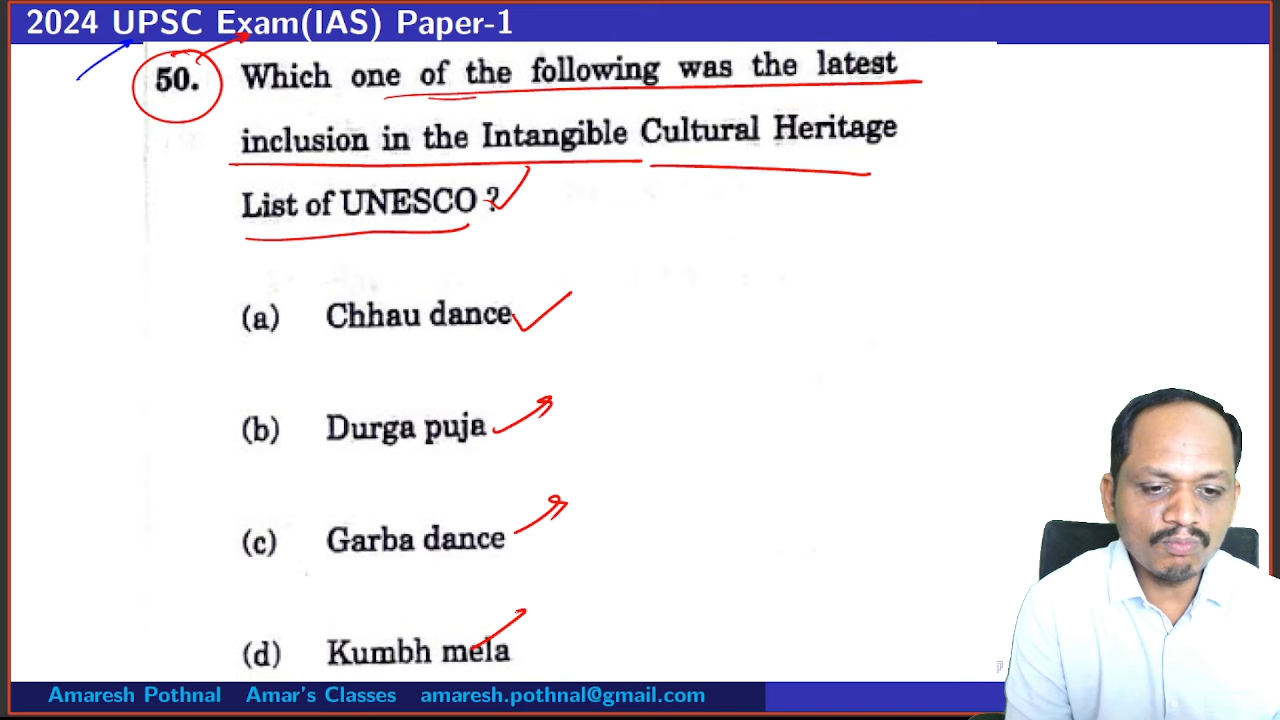 2024 UPSC Exam(IAS) Paper-1
50. Which one of the following was the latest
inclusion in the Intangible Cultural Heritage
List of UNESCO ?
(a) Chhau dance
(b) Durga puja
(c) Garba dance
(d) Kumbh mela
Amaresh Pothnal Amar's Classes amaresh.pothnal@gmail.com